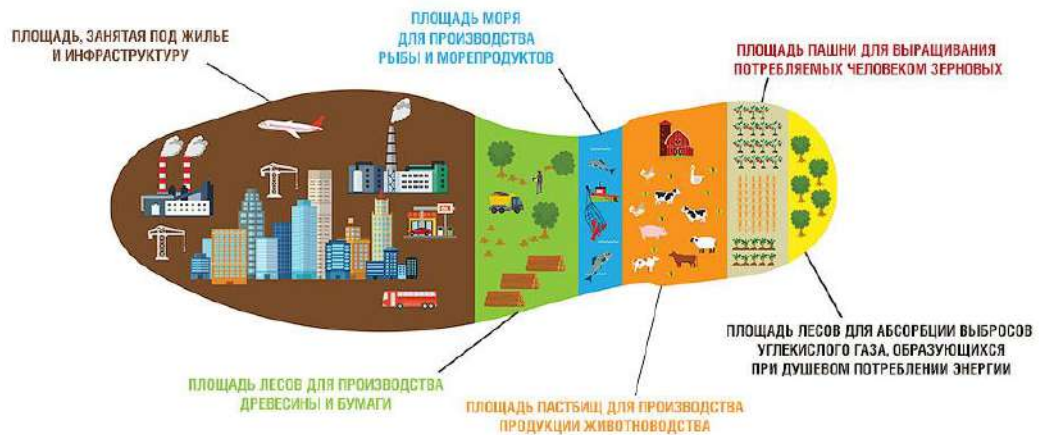 ПЛОЩАДЬ, ЗАНЯТАЯ ПОД ЖИЛЬЕ
И ИНФРАСТРУКТУРУ
ПЛОЩАДЬ МОРЯ
ДЛЯ ПРОИЗВОДСТВА
РЫБЫ И МОРЕПРОДУКТОВ
ПЛОЩАДЬ ПАШНИ ДЛЯ ВЫРАЩИВАНИЯ
ПОТРЕБЛЯЕМЫХ ЧЕЛОВЕКОМ ЗЕРНОВЫХ
ПЛОЩАДЬ ЛЕСОВ ДЛЯ ПРОИЗВОДСТВА
ДРЕВЕСИНЫ И БУМАГИ
ПЛОЩАДЬ ПАСТБИЩ ДЛЯ ПРОИЗВОДСТВА
ПРОДУКЦИИ ЖИВОТНОВОДСТВА
ПЛОЩАДЬ ЛЕСОВ ДЛЯ АБСОРБЦИИ ВЫБРОСОВ
УГЛЕКИСЛОГО ГАЗА, ОБРАЗУЮЩИХСЯ
ПРИ ДУШЕВОМ ПОТРЕБЛЕНИИ ЭНЕРГИИ